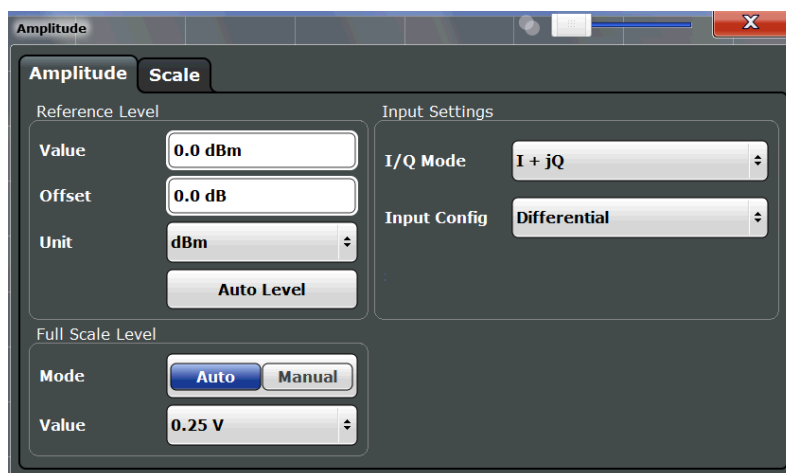 Amplitude
X
Amplitude Scale
Reference Level
Value 0.0 dBm
Offset 0.0 dB
Unit dBm
Auto Level
Input Settings
I/Q Mode I + jQ
Input Config Differential
Full Scale Level
Mode Auto Manual
Value 0.25 V